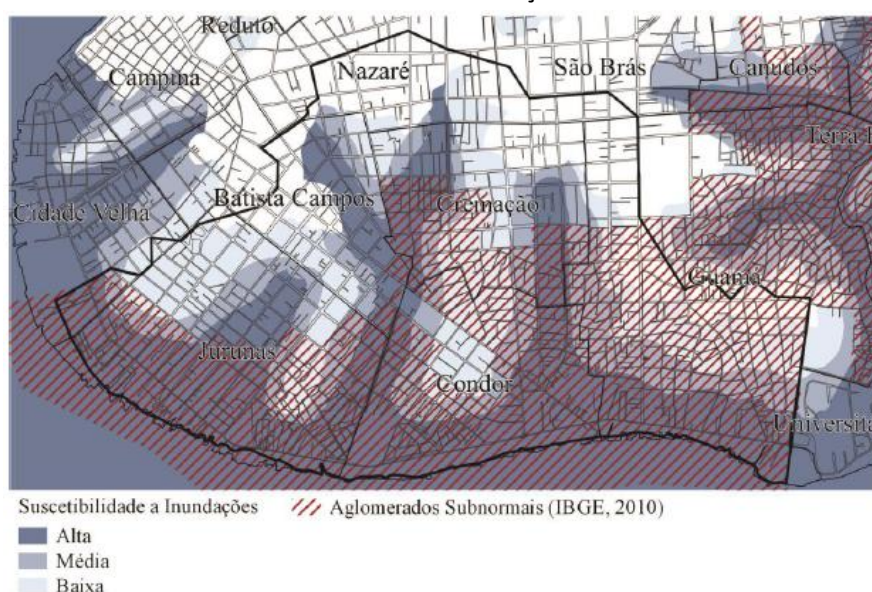 Reduto
Campina
Nazaré
São Brás
Canudos
Batista Campos
Cremação
Cidade Velha
Guamá
Jurunas
Condor
Suscetibilidade a Inundações
Aglomerados Subnormais (IBGE, 2010)
Alta
Média
Baixa